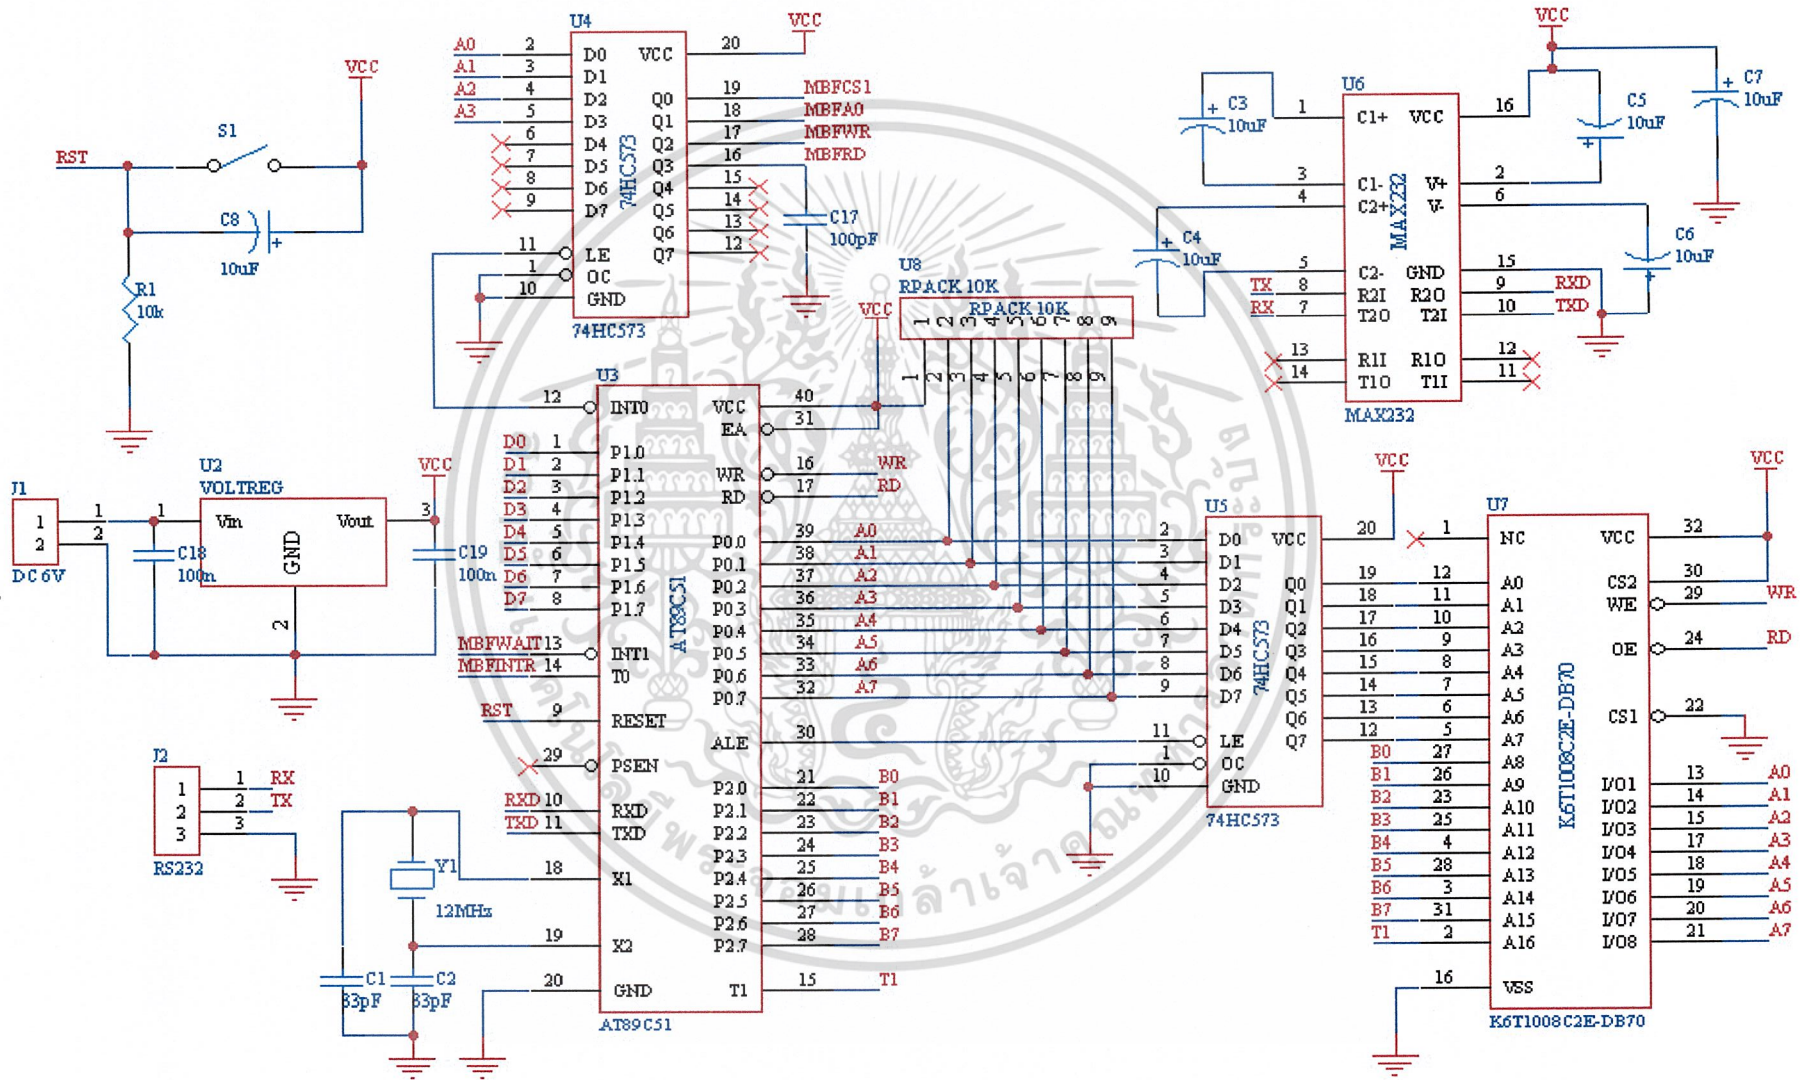 RST
S1
VCC
C8
10uF
R1
10k
U4
A0 2 D0 VCC 20 VCC
A1 3 D1
A2 4 D2 Q0 19 MBFCS1
A3 5 D3 Q1 18 MBFA0
6 D4 Q2 17 MBFWR
7 D5 Q3 16 MBFRD
8 D6 Q4 15
9 D7 Q5 14
Q6 13
11 LE Q7 12
1 OC
10 GND
74HC573
74HC573
C17
100pF
U8
RPACK 10K
RPACK 10K
1 2 3 4 5 6 7 8 9
1 2 3 4 5 6 7 8 9
VCC
VCC
U6
C3
10uF
C4
10uF
C5
10uF
C6
10uF
C7
10uF
1 C1+ VCC 16
3 C1- V+ 2
4 C2+ V- 6
5 C2- GND 15
TX 8 R2I R2O 9 RXD
RX 7 T2O T2I 10 TXD
13 R1I R1O 12
14 T1O T1I 11
MAX232
MAX232
J1
1 1
2 2
DC 6V
U2
VOLTREG
1 Vin Vout 3
GND
2
VCC
C18
100n
C19
100n
J2
1 1 RX
2 2 TX
3 3
RS232
U3
12 INT0 VCC 40
EA 31
D0 1 P1.0
D1 2 P1.1 WR 16 WR
D2 3 P1.2 RD 17 RD
D3 4 P1.3
D4 5 P1.4 P0.0 39 A0
D5 6 P1.5 P0.1 38 A1
D6 7 P1.6 P0.2 37 A2
D7 8 P1.7 P0.3 36 A3
P0.4 35 A4
MBFWAIT 13 INT1 P0.5 34 A5
MBFINTR 14 T0 P0.6 33 A6
P0.7 32 A7
RST 9 RESET
ALE 30
29 PSEN
P2.0 21 B0
RXD 10 RXD P2.1 22 B1
TXD 11 TXD P2.2 23 B2
P2.3 24 B3
18 X1 P2.4 25 B4
P2.5 26 B5
P2.6 27 B6
19 X2 P2.7 28 B7
20 GND T1 15 T1
AT89C51
AT89C51
Y1
12MHz
C1
33pF
C2
33pF
U5
VCC
2 D0 VCC 20
3 D1
4 D2 Q0 19
5 D3 Q1 18
6 D4 Q2 17
7 D5 Q3 16
8 D6 Q4 15
9 D7 Q5 14
Q6 13
11 LE Q7 12
1 OC
10 GND
74HC573
74HC573
U7
VCC
1 NC VCC 32
12 A0 CS2 30
11 A1 WE 29 WR
10 A2
9 A3 OE 24 RD
8 A4
7 A5
6 A6 CS1 22
5 A7
B0 27 A8
B1 26 A9 I/O1 13 A0
B2 23 A10 I/O2 14 A1
B3 25 A11 I/O3 15 A2
B4 4 A12 I/O4 17 A3
B5 28 A13 I/O5 18 A4
B6 3 A14 I/O6 19 A5
B7 31 A15 I/O7 20 A6
T1 2 A16 I/O8 21 A7
16 VSS
K6T1008C2E-DB70
K6T1008C2E-DB70